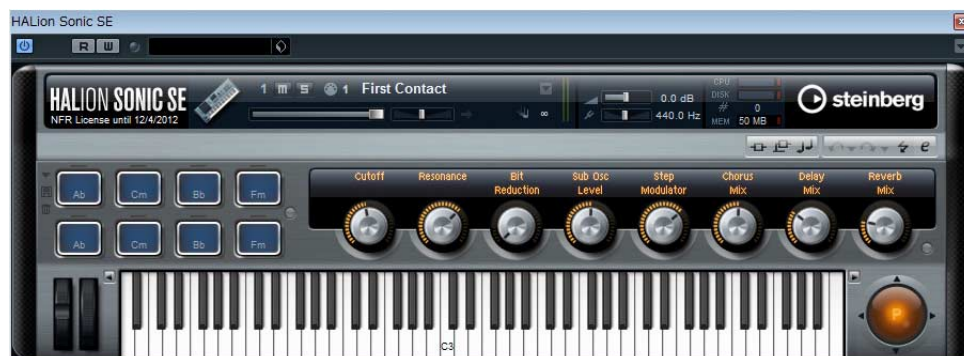 HALion Sonic SE
R W
HALION SONIC SE
NFR License until 12/4/2012
1 m S 1 First Contact
0.0 dB
440.0 Hz
CPU
DISK
# 0
MEM 50 MB
steinberg
e
Ab Cm Bb Fm
Ab Cm Bb Fm
Cutoff
Resonance
Bit
Reduction
Sub Osc
Level
Step
Modulator
Chorus
Mix
Delay
Mix
Reverb
Mix
C3
P